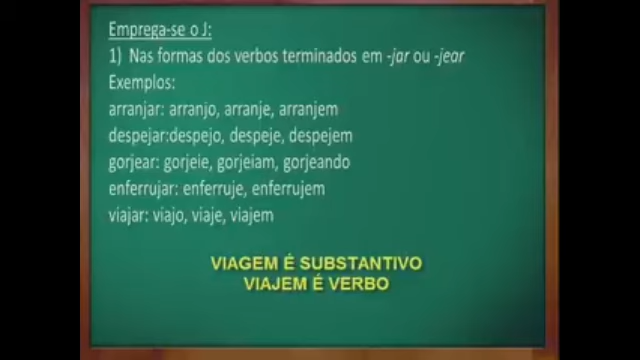 Emprega-se o J:
1) Nas formas dos verbos terminados em -jar ou -jear
Exemplos:
arranjar: arranjo, arranje, arranjem
despejar:despejo, despeje, despejem
gorjear: gorjeie, gorjeiam, gorjeando
enferrujar: enferruje, enferrujem
viajar: viajo, viaje, viajem
VIAGEM É SUBSTANTIVO
VIAJEM É VERBO